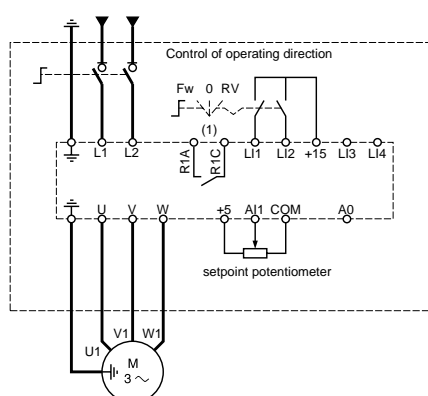 Control of operating direction
Fw 0 RV
(1)
L1 L2 R1A R1C LI1 LI2 +15 LI3 LI4
U V W +5 AI1 COM A0
setpoint potentiometer
U1 V1 W1
M
3